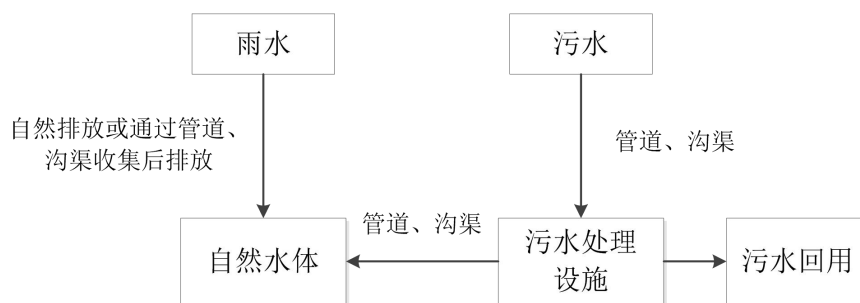 雨水
污水
自然排放或通过管道、
沟渠收集后排放
管道、沟渠
管道、沟渠
自然水体
污水处理
设施
污水回用